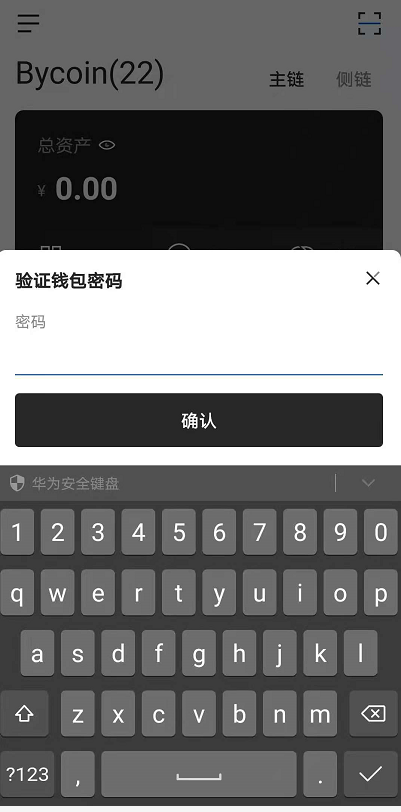 Bycoin(22)
主链 侧链
总资产
¥ 0.00
验证钱包密码
密码
确认
华为安全键盘
1 2 3 4 5 6 7 8 9 0
q w e r t y u i o p
a s d f g h j k l
z x c v b n m
?123 , .